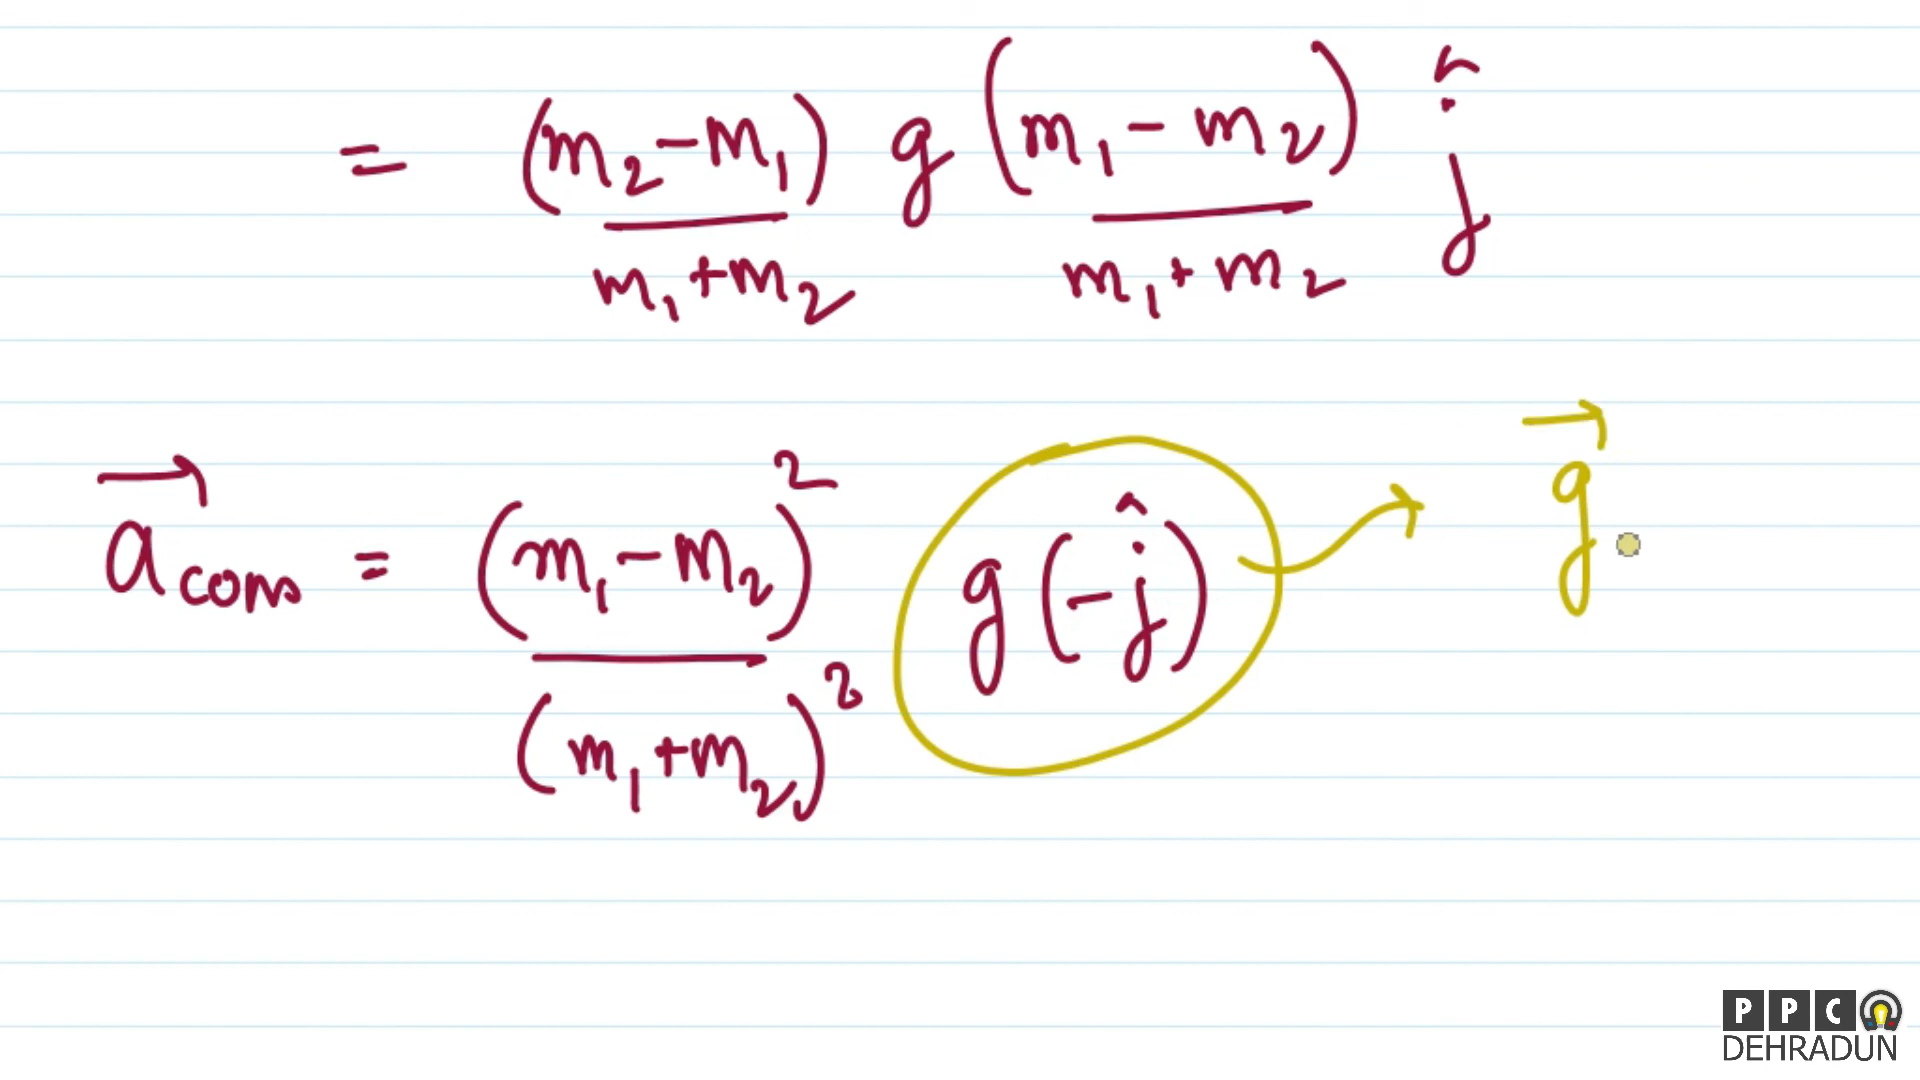 = (m₂-m₁)/(m₁+m₂) g (m₁-m₂)/(m₁+m₂) ĵ
a⃗com = (m₁-m₂)²/(m₁+m₂)² g(-ĵ) → g⃗
PPC
DEHRADUN